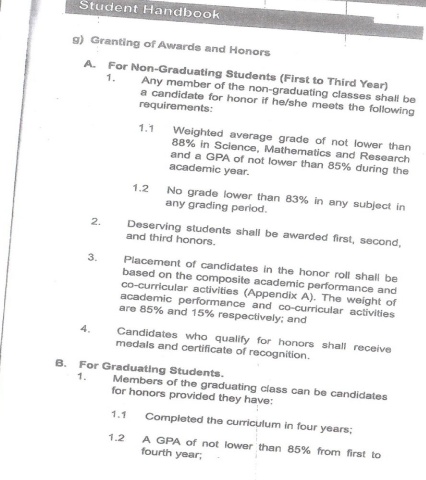 Student Handbook
g) Granting of Awards and Honors
A. For Non-Graduating Students (First to Third Year)
1. Any member of the non-graduating classes shall be
a candidate for honor if he/she meets the following
requirements:
1.1 Weighted average grade of not lower than
88% in Science, Mathematics and Research
and a GPA of not lower than 85% during the
academic year.
1.2 No grade lower than 83% in any subject in
any grading period.
2. Deserving students shall be awarded first, second,
and third honors.
3. Placement of candidates in the honor roll shall be
based on the composite academic performance and
co-curricular activities (Appendix A). The weight of
academic performance and co-curricular activities
are 85% and 15% respectively; and
4. Candidates who qualify for honors shall receive
medals and certificate of recognition.
B. For Graduating Students.
1. Members of the graduating class can be candidates
for honors provided they have:
1.1 Completed the curriculum in four years;
1.2 A GPA of not lower than 85% from first to
fourth year;